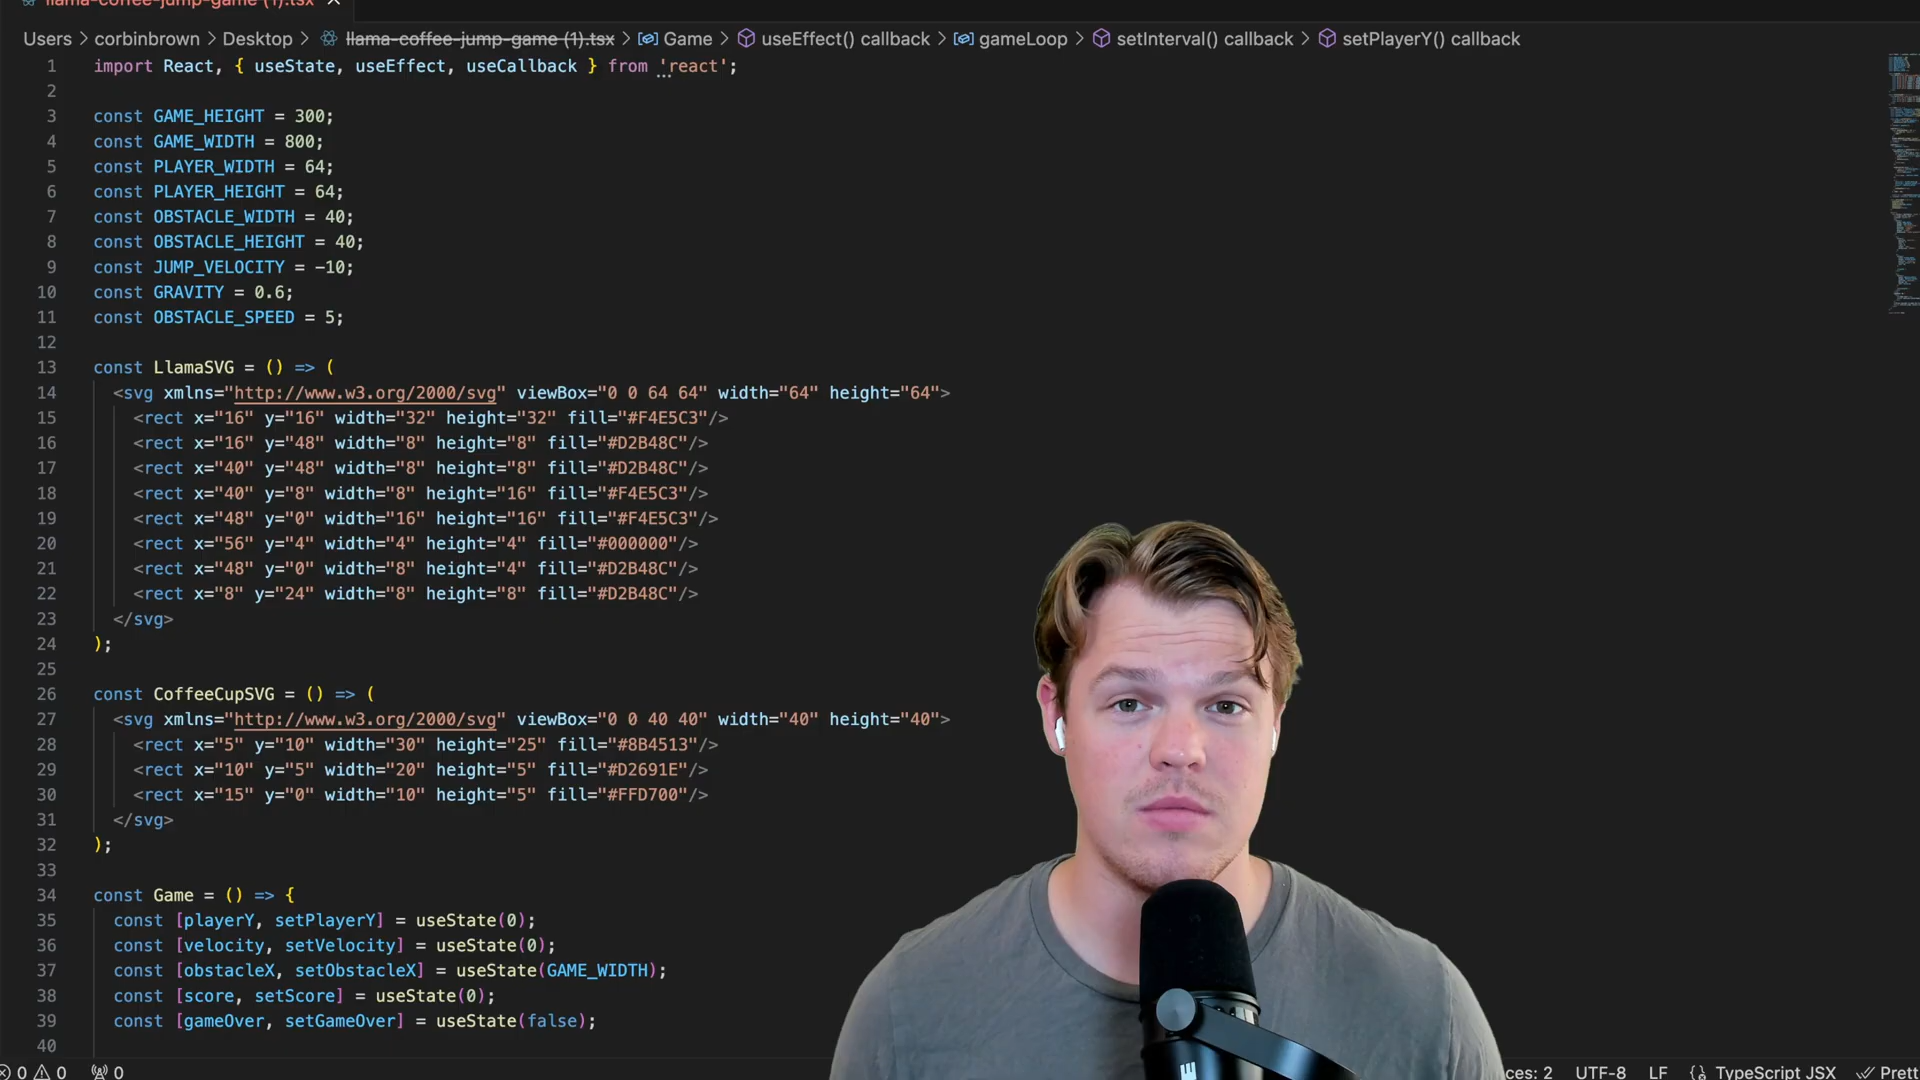 llama-coffee-jump-game (1).tsx ×
Users > corbinbrown > Desktop > llama-coffee-jump-game (1).tsx > Game > useEffect() callback > gameLoop > setInterval() callback > setPlayerY() callback
1 import React, { useState, useEffect, useCallback } from 'react';
2
3 const GAME_HEIGHT = 300;
4 const GAME_WIDTH = 800;
5 const PLAYER_WIDTH = 64;
6 const PLAYER_HEIGHT = 64;
7 const OBSTACLE_WIDTH = 40;
8 const OBSTACLE_HEIGHT = 40;
9 const JUMP_VELOCITY = -10;
10 const GRAVITY = 0.6;
11 const OBSTACLE_SPEED = 5;
12
13 const LlamaSVG = () => (
14 <svg xmlns="http://www.w3.org/2000/svg" viewBox="0 0 64 64" width="64" height="64">
15 <rect x="16" y="16" width="32" height="32" fill="#F4E5C3"/>
16 <rect x="16" y="48" width="8" height="8" fill="#D2B48C"/>
17 <rect x="40" y="48" width="8" height="8" fill="#D2B48C"/>
18 <rect x="40" y="8" width="8" height="16" fill="#F4E5C3"/>
19 <rect x="48" y="0" width="16" height="16" fill="#F4E5C3"/>
20 <rect x="56" y="4" width="4" height="4" fill="#000000"/>
21 <rect x="48" y="0" width="8" height="4" fill="#D2B48C"/>
22 <rect x="8" y="24" width="8" height="8" fill="#D2B48C"/>
23 </svg>
24 );
25
26 const CoffeeCupSVG = () => (
27 <svg xmlns="http://www.w3.org/2000/svg" viewBox="0 0 40 40" width="40" height="40">
28 <rect x="5" y="10" width="30" height="25" fill="#8B4513"/>
29 <rect x="10" y="5" width="20" height="5" fill="#D2691E"/>
30 <rect x="15" y="0" width="10" height="5" fill="#FFD700"/>
31 </svg>
32 );
33
34 const Game = () => {
35 const [playerY, setPlayerY] = useState(0);
36 const [velocity, setVelocity] = useState(0);
37 const [obstacleX, setObstacleX] = useState(GAME_WIDTH);
38 const [score, setScore] = useState(0);
39 const [gameOver, setGameOver] = useState(false);
40
0 0 0 ces: 2 UTF-8 LF {} TypeScript JSX Prett